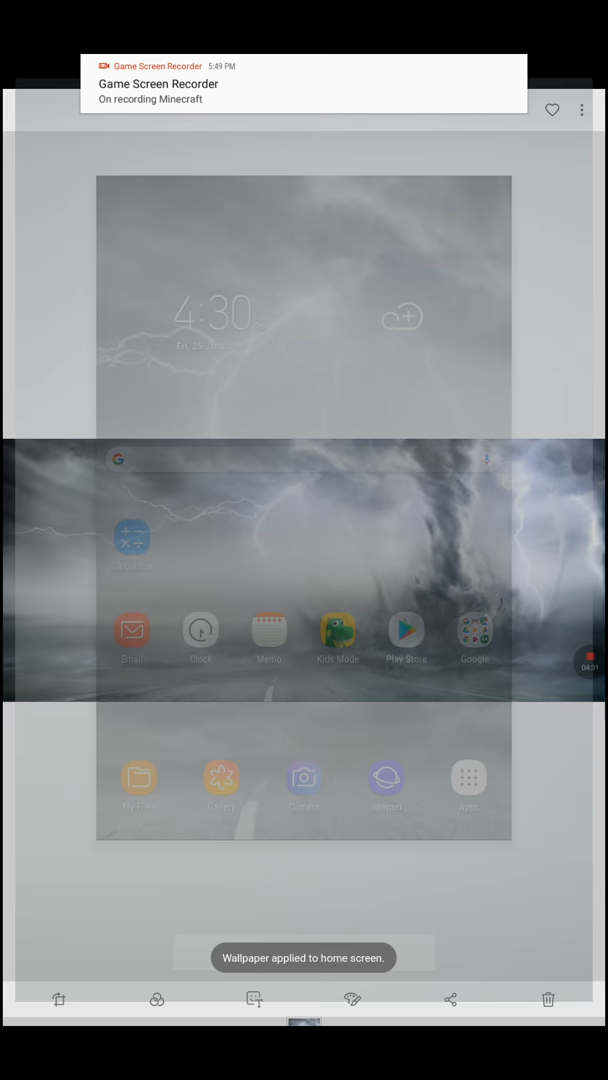 Game Screen Recorder 5:49 PM
Game Screen Recorder
On recording Minecraft
4:30
Fri, 25
Calculator
Email Clock Memo Kids Mode Play Store Google
04:31
My Files Gallery Camera Internet Apps
Wallpaper applied to home screen.